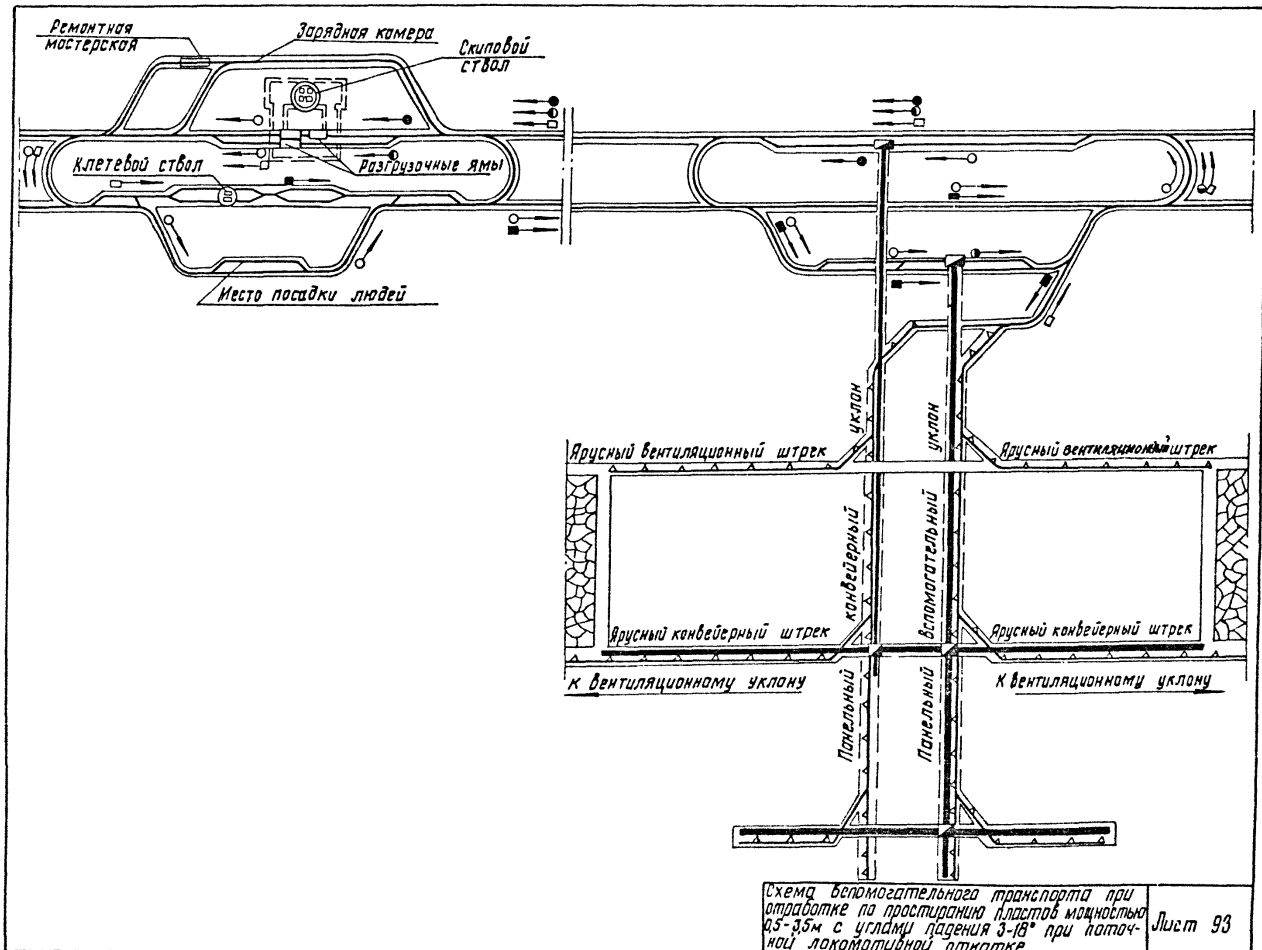 Ремонтная
мастерская
Зарядная камера
Скиповой
ствол
Клетевой ствол
Разгрузочные ямы
Место посадки людей
уклон
уклон
Ярусный вентиляционный штрек
Ярусный вентиляционный штрек
конвейерный
Вспомогательный
Ярусный конвейерный штрек
Ярусный конвейерный штрек
К вентиляционному уклону
К вентиляционному уклону
Панельный
Панельный
Схема вспомогательного транспорта при
отработке по простиранию пластов мощностью
0,5-3,5м с углами падения 3-18° при поточ-
ной локомотивной откатке
Лист 93